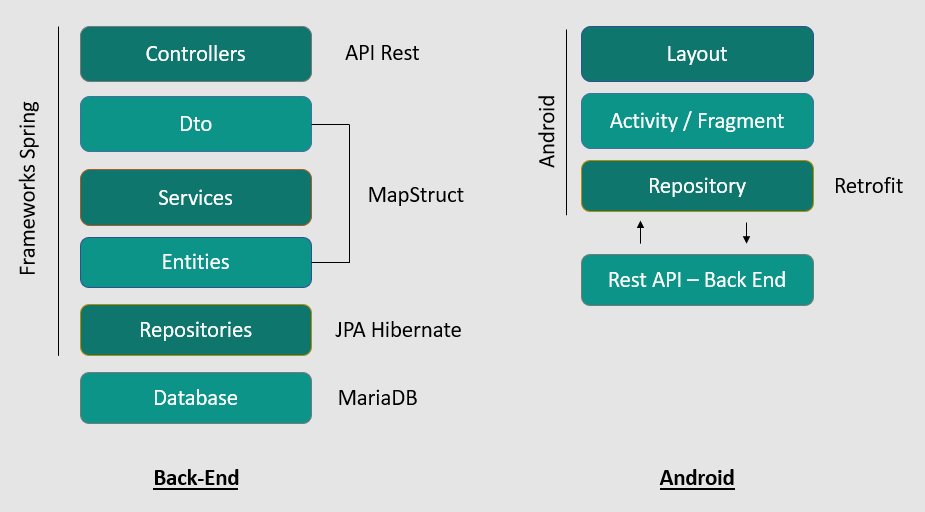 Frameworks Spring
Controllers
API Rest
Dto
MapStruct
Services
Entities
Repositories
JPA Hibernate
Database
MariaDB
Back-End
Android
Layout
Activity / Fragment
Repository
Retrofit
Rest API – Back End
Android